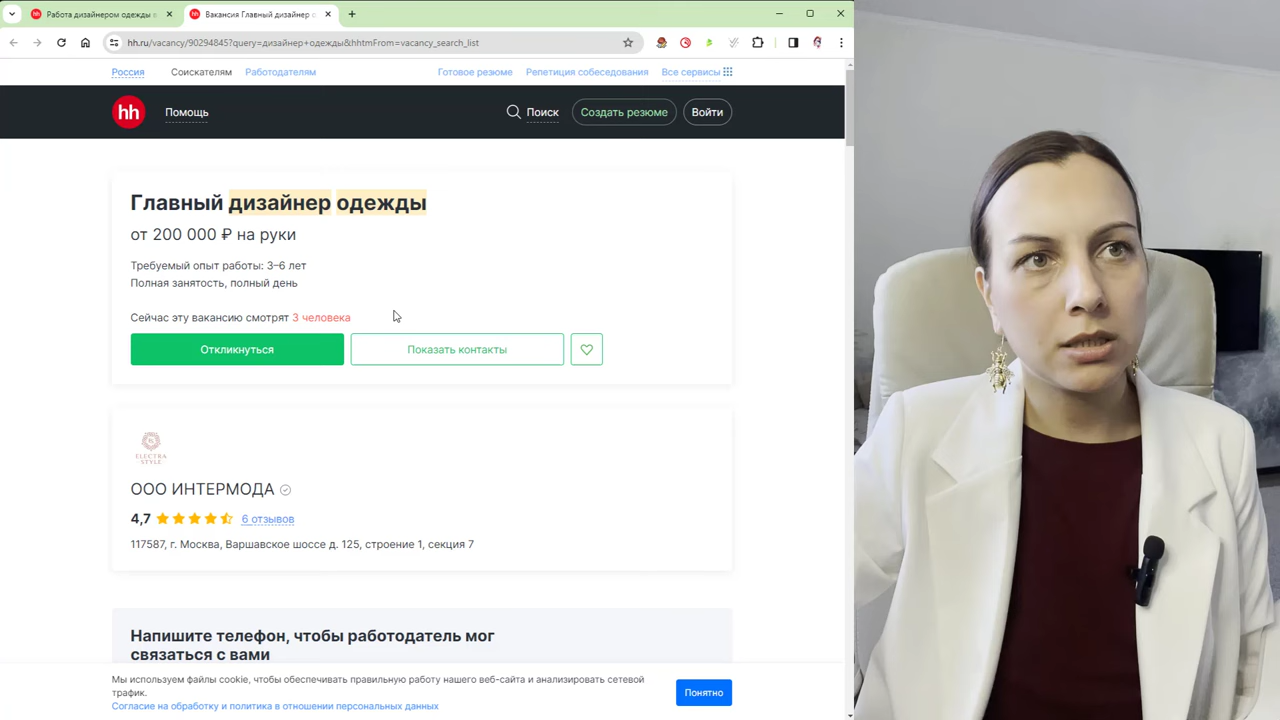 Работа дизайнером одежды в
Вакансия Главный дизайнер о
hh.ru/vacancy/90294845?query=дизайнер+одежды&hhtmFrom=vacancy_search_list
Россия Соискателям Работодателям Готовое резюме Репетиция собеседования Все сервисы
hh Помощь Поиск Создать резюме Войти
Главный дизайнер одежды
от 200 000 ₽ на руки
Требуемый опыт работы: 3–6 лет
Полная занятость, полный день
Сейчас эту вакансию смотрят 3 человека
Откликнуться Показать контакты
ELECTRA
STYLE
ООО ИНТЕРМОДА
4,7 6 отзывов
117587, г. Москва, Варшавское шоссе д. 125, строение 1, секция 7
Напишите телефон, чтобы работодатель мог
связаться с вами
Мы используем файлы cookie, чтобы обеспечивать правильную работу нашего веб-сайта и анализировать сетевой
трафик.
Согласие на обработку и политика в отношении персональных данных
Понятно